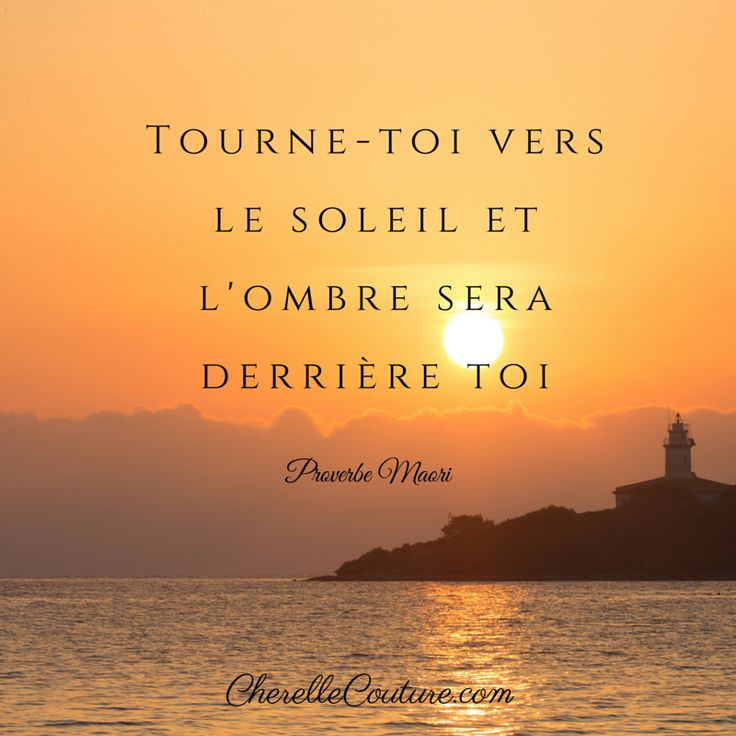 Tourne-toi vers
le soleil et
l'ombre sera
derrière toi
Proverbe Maori
CherelleCouture.com